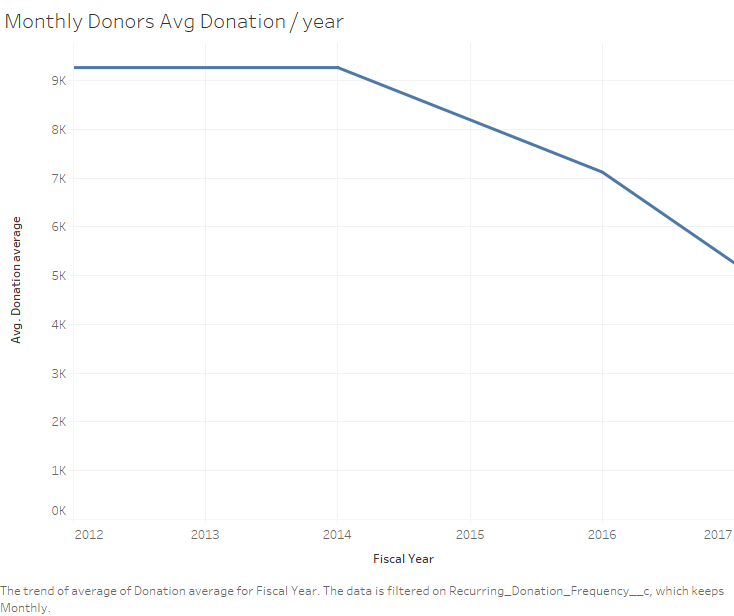 Monthly Donors Avg Donation / year
9K
8K
7K
6K
5K
4K
3K
2K
1K
0K
Avg. Donation average
2012 2013 2014 2015 2016 2017
Fiscal Year
The trend of average of Donation average for Fiscal Year. The data is filtered on Recurring_Donation_Frequency__c, which keeps
Monthly.